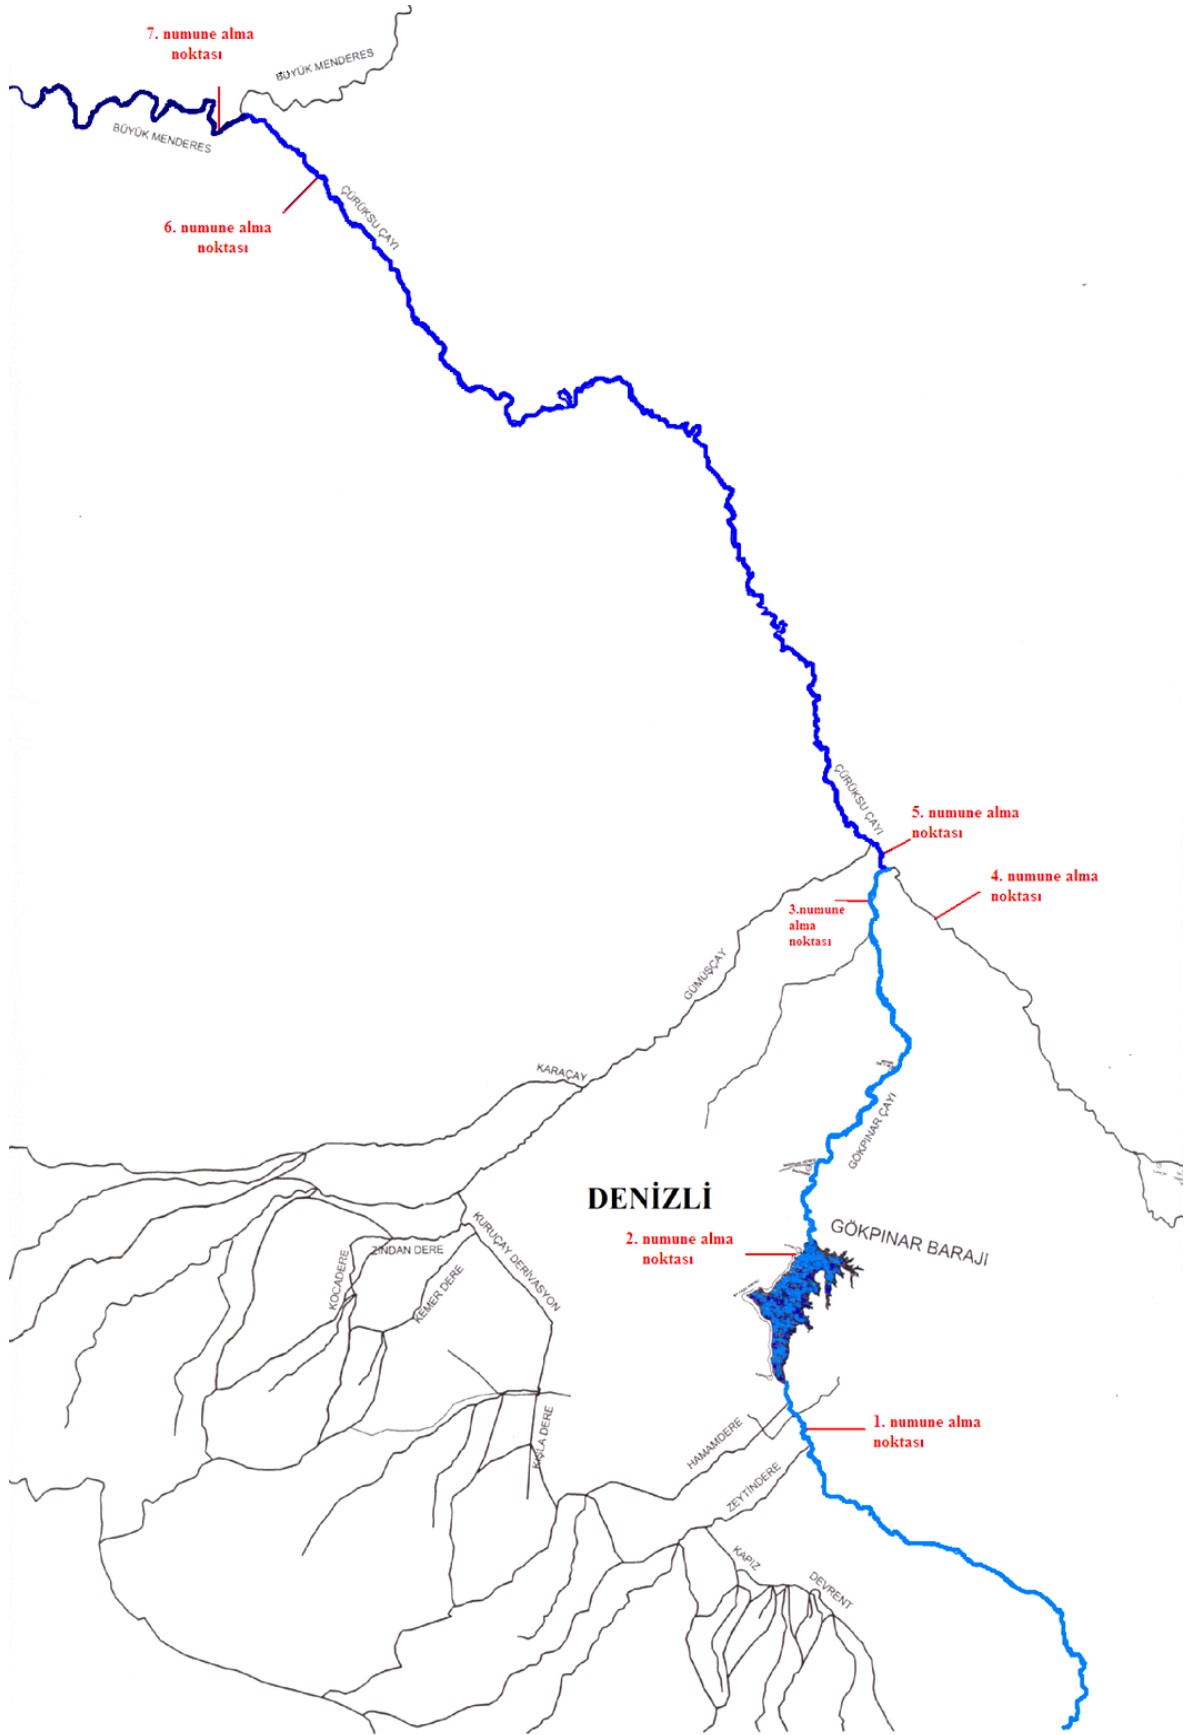 7. numune alma
noktası
BÜYÜK MENDERES
BÜYÜK MENDERES
ÇÜRÜKSU ÇAYI
6. numune alma
noktası
ÇÜRÜKSU ÇAYI
5. numune alma
noktası
4. numune alma
noktası
3.numune
alma
noktası
GÜMÜŞÇAY
KARAÇAY
GÖKPINAR ÇAYI
DENİZLİ
GÖKPINAR BARAJI
2. numune alma
noktası
KURUÇAY DERİVASYON
ZINDAN DERE
KOCADERE
KEMER DERE
KIŞLA DERE
HAMAMDERE
1. numune alma
noktası
ZEYTİNDERE
KAPIZ
DEVRENT